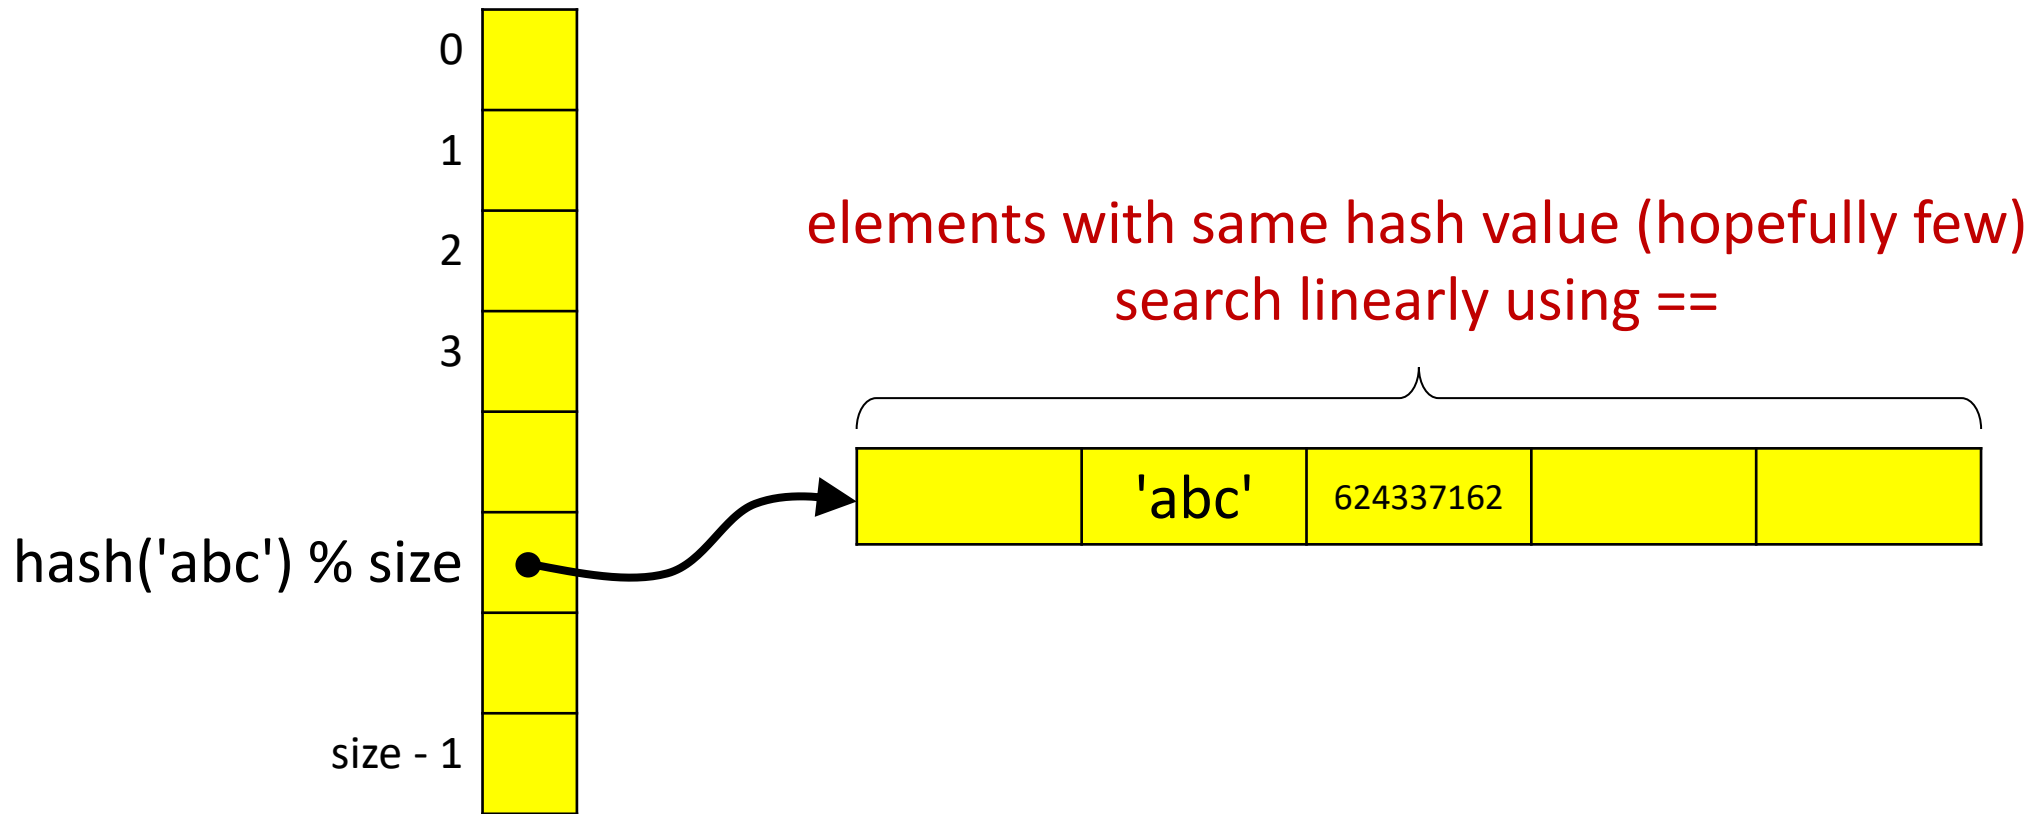 0
1
2
3
hash('abc') % size
size - 1
elements with same hash value (hopefully few)
search linearly using ==
'abc'
624337162